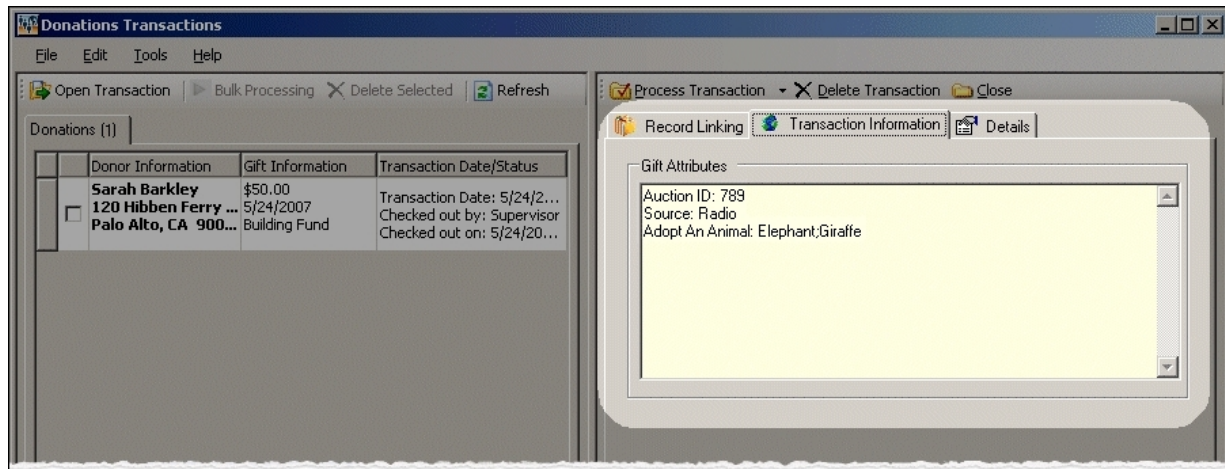 Donations Transactions
File Edit Tools Help
Open Transaction Bulk Processing Delete Selected Refresh
Donations (1)
Donor Information Gift Information Transaction Date/Status
Sarah Barkley
120 Hibben Ferry ...
Palo Alto, CA 900...
$50.00
5/24/2007
Building Fund
Transaction Date: 5/24/2...
Checked out by: Supervisor
Checked out on: 5/24/20...
Process Transaction Delete Transaction Close
Record Linking Transaction Information Details
Gift Attributes
Auction ID: 789
Source: Radio
Adopt An Animal: Elephant;Giraffe